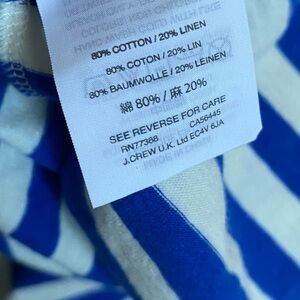 80% COTTON / 20% LINEN
80% COTON / 20% LIN
80% BAUMWOLLE / 20% LEINEN
綿 80% / 麻 20%
SEE REVERSE FOR CARE
RN77388 CA56445
J.CREW U.K. Ltd EC4V 6JA